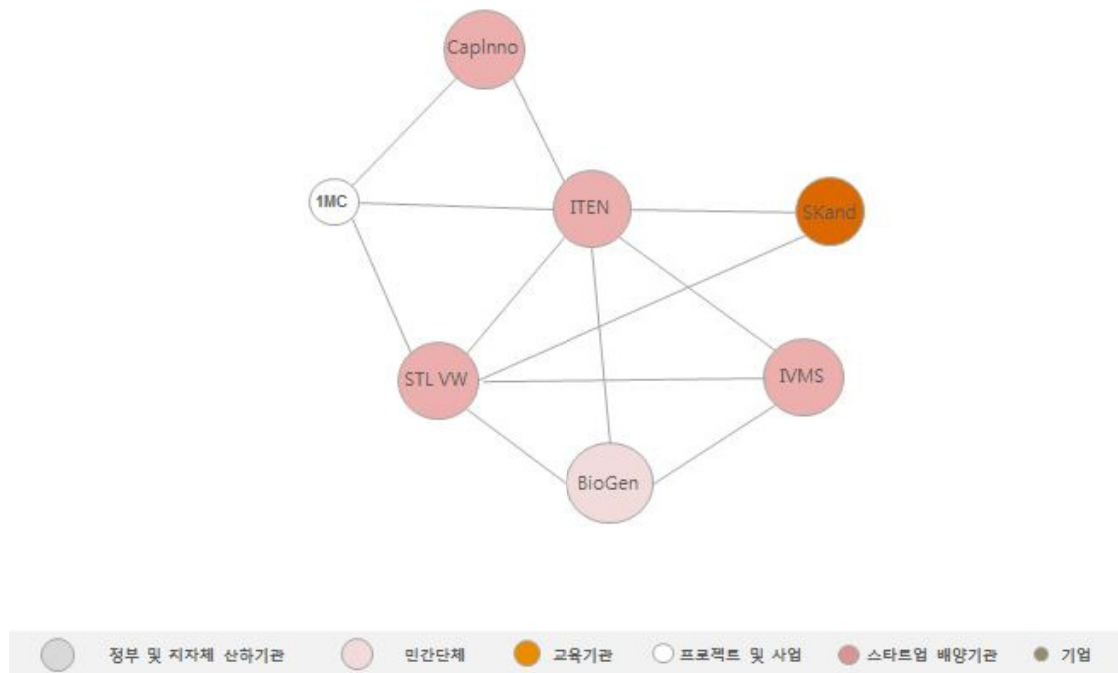 CapInno
1MC
ITEN
SKand
STL VW
IVMS
BioGen
정부 및 지자체 산하기관 민간단체 교육기관 프로젝트 및 사업 스타트업 배양기관 기업